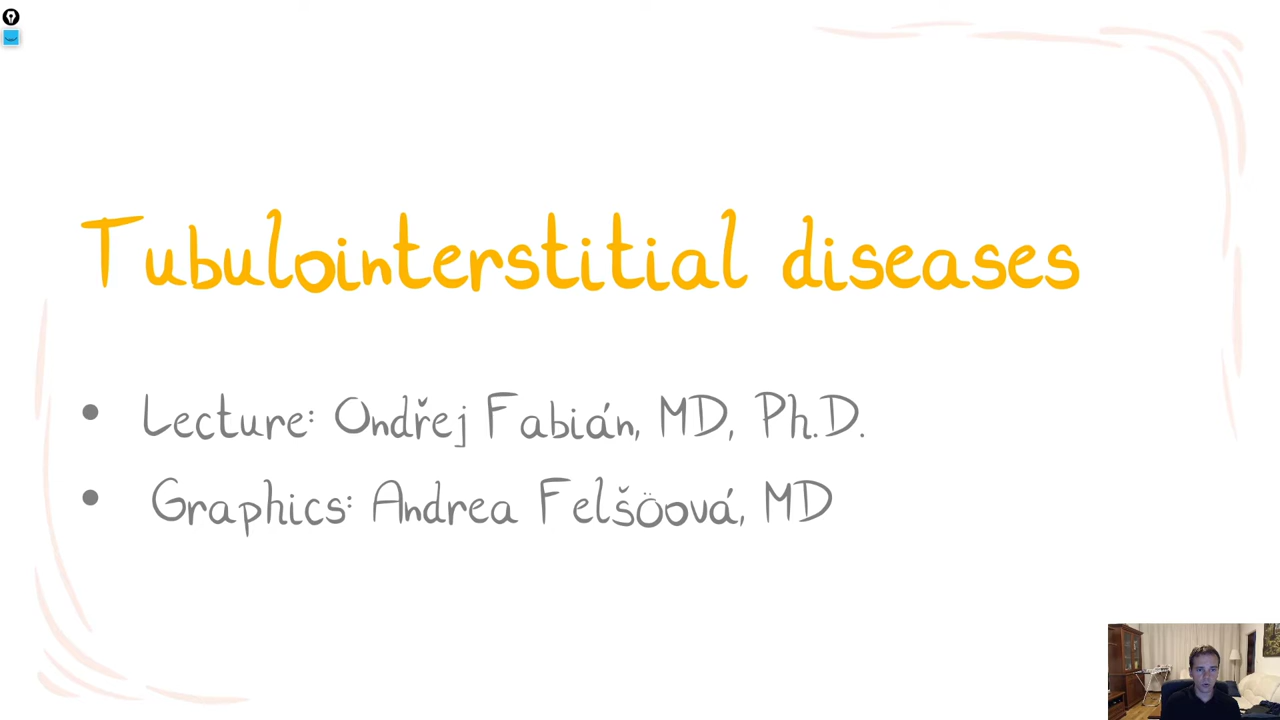 Tubulointerstitial diseases
• Lecture: Ondřej Fabián, MD, Ph.D.
• Graphics: Andrea Felšöová, MD